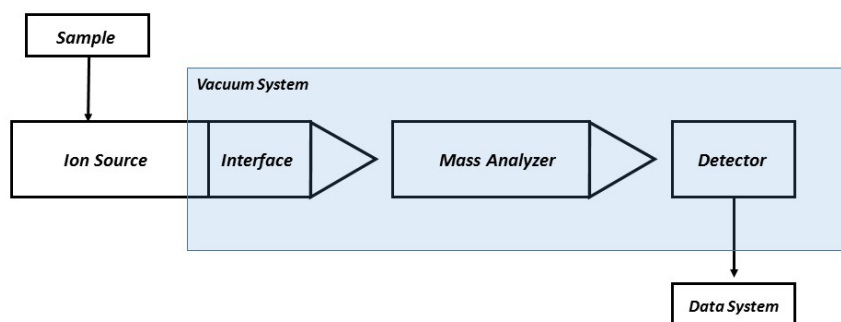 Sample
Vacuum System
Ion Source
Interface
Mass Analyzer
Detector
Data System